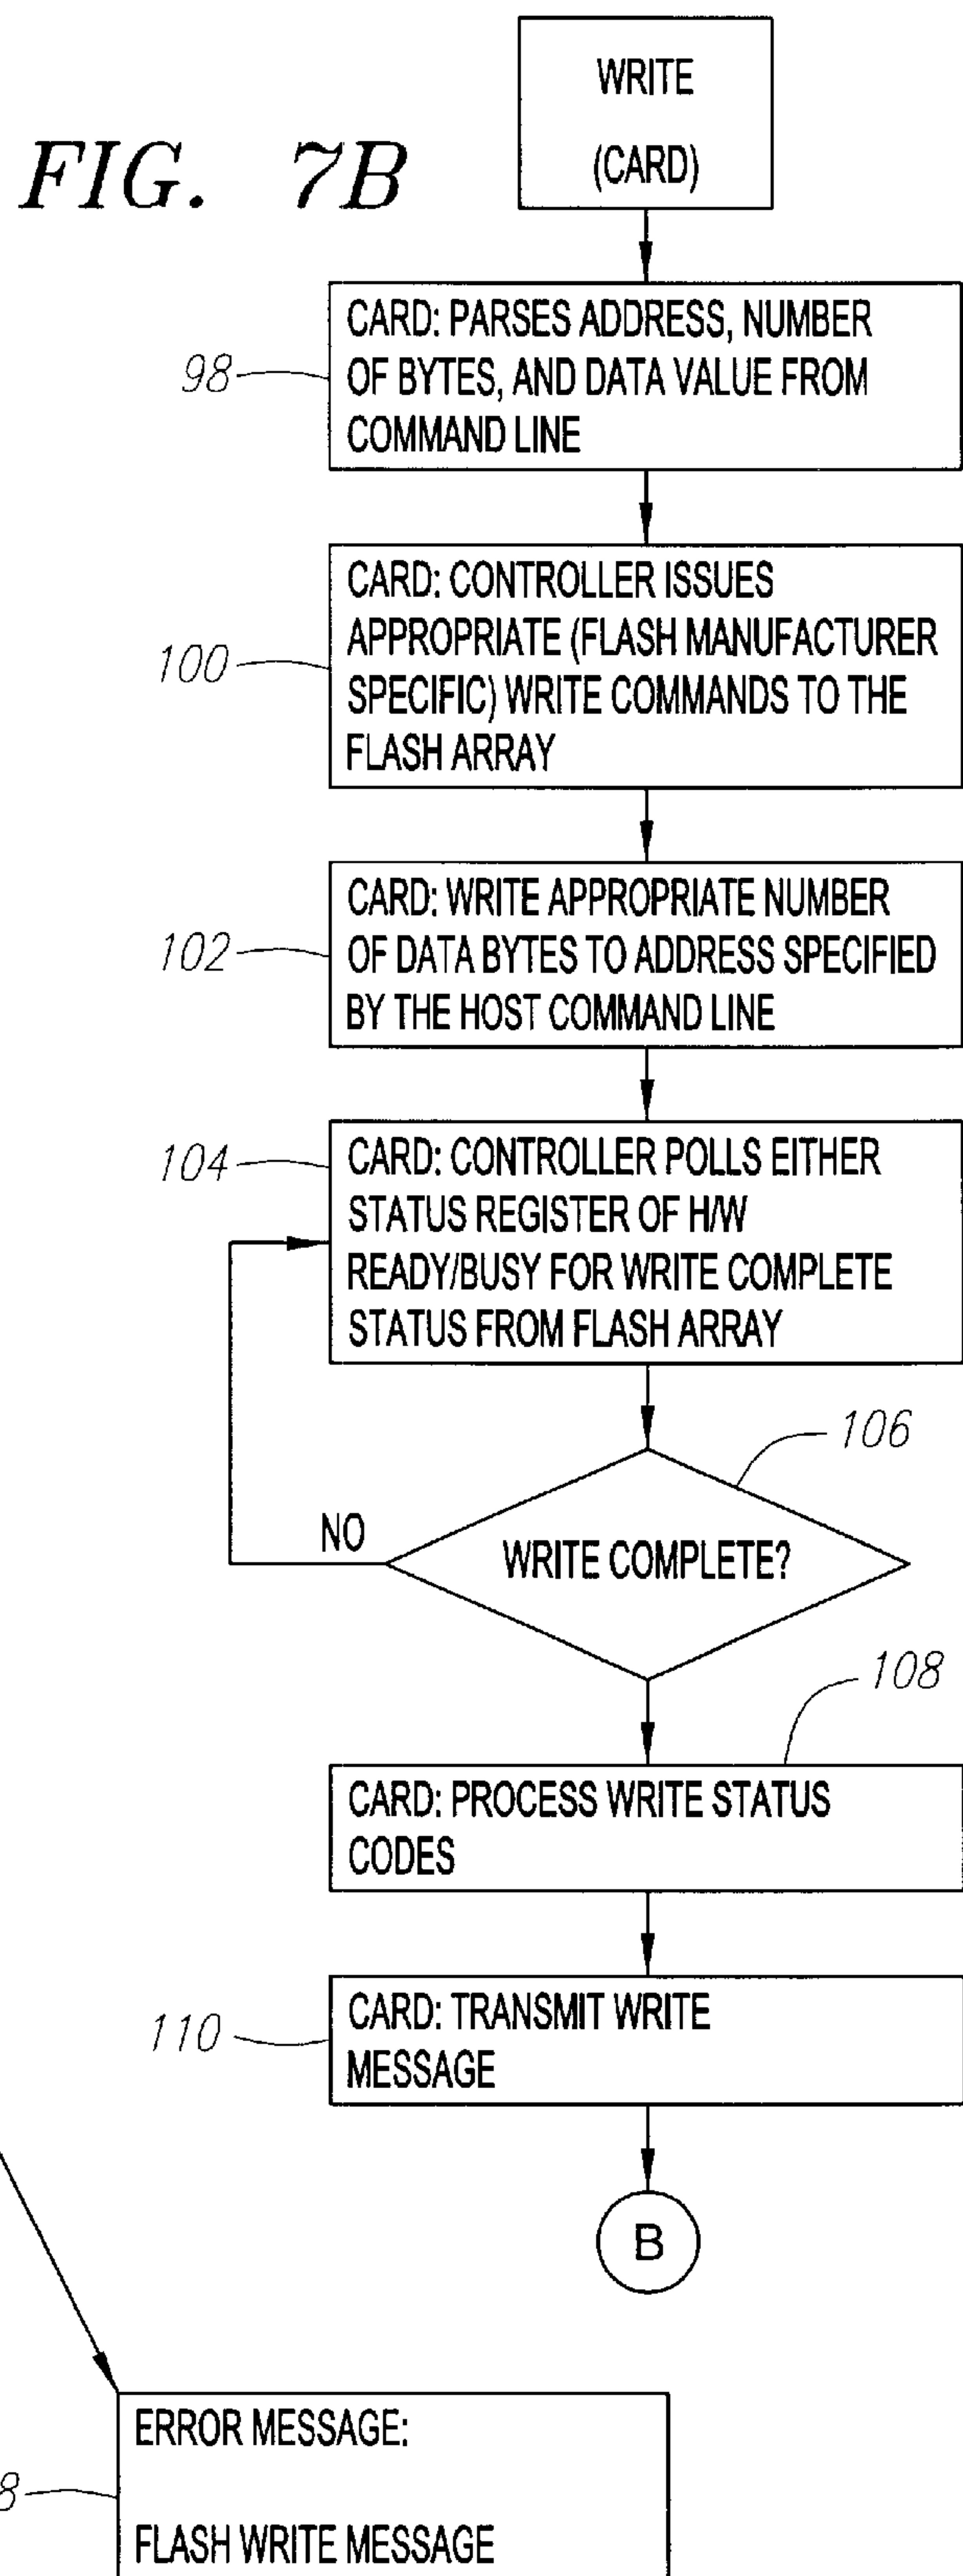 FIG. 7B
WRITE
(CARD)
CARD: PARSES ADDRESS, NUMBER
OF BYTES, AND DATA VALUE FROM
COMMAND LINE
98
CARD: CONTROLLER ISSUES
APPROPRIATE (FLASH MANUFACTURER
SPECIFIC) WRITE COMMANDS TO THE
FLASH ARRAY
100
CARD: WRITE APPROPRIATE NUMBER
OF DATA BYTES TO ADDRESS SPECIFIED
BY THE HOST COMMAND LINE
102
CARD: CONTROLLER POLLS EITHER
STATUS REGISTER OF H/W
READY/BUSY FOR WRITE COMPLETE
STATUS FROM FLASH ARRAY
104
106
NO
WRITE COMPLETE?
108
CARD: PROCESS WRITE STATUS
CODES
CARD: TRANSMIT WRITE
MESSAGE
110
B
ERROR MESSAGE:
8
FLASH WRITE MESSAGE